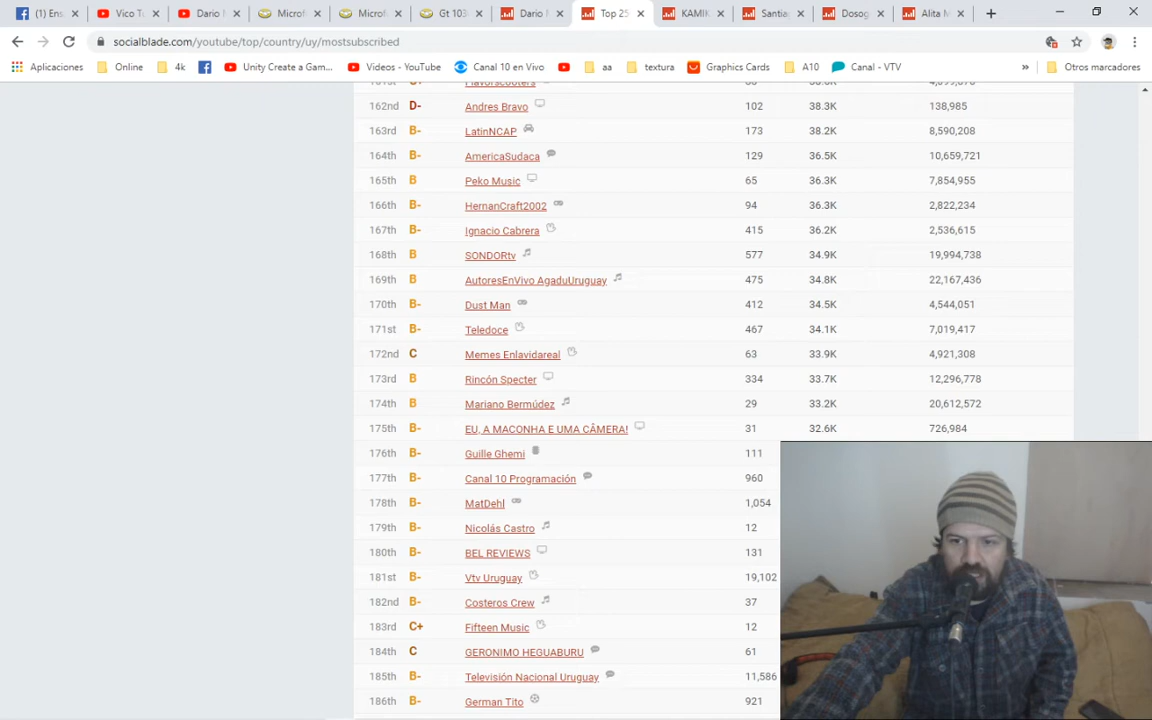 (1) Ens
Vico Tu
Dario M
Microf
Microf
Gt 103
Dario M
Top 25
KAMIK
Santiag
Dosog
Alita M
socialblade.com/youtube/top/country/uy/mostsubscribed
Aplicaciones Online 4k Unity Create a Gam... Videos - YouTube Canal 10 en Vivo aa textura Graphics Cards A10 Canal - VTV » Otros marcadores
162nd D- Andres Bravo 102 38.3K 138,985
163rd B- LatinNCAP 173 38.2K 8,590,208
164th B- AmericaSudaca 129 36.5K 10,659,721
165th B Peko Music 65 36.3K 7,854,955
166th B- HernanCraft2002 94 36.3K 2,822,234
167th B- Ignacio Cabrera 415 36.2K 2,536,615
168th B SONDORtv 577 34.9K 19,994,738
169th B AutoresEnVivo AgaduUruguay 475 34.8K 22,167,436
170th B- Dust Man 412 34.5K 4,544,051
171st B- Teledoce 467 34.1K 7,019,417
172nd C Memes Enlavidareal 63 33.9K 4,921,308
173rd B Rincón Specter 334 33.7K 12,296,778
174th B Mariano Bermúdez 29 33.2K 20,612,572
175th B- EU, A MACONHA E UMA CÂMERA! 31 32.6K 726,984
176th B- Guille Ghemi 111
177th B- Canal 10 Programación 960
178th B- MatDehl 1,054
179th B- Nicolás Castro 12
180th B- BEL REVIEWS 131
181st B- Vtv Uruguay 19,102
182nd B- Costeros Crew 37
183rd C+ Fifteen Music 12
184th C GERONIMO HEGUABURU 61
185th B- Televisión Nacional Uruguay 11,586
186th B- German Tito 921